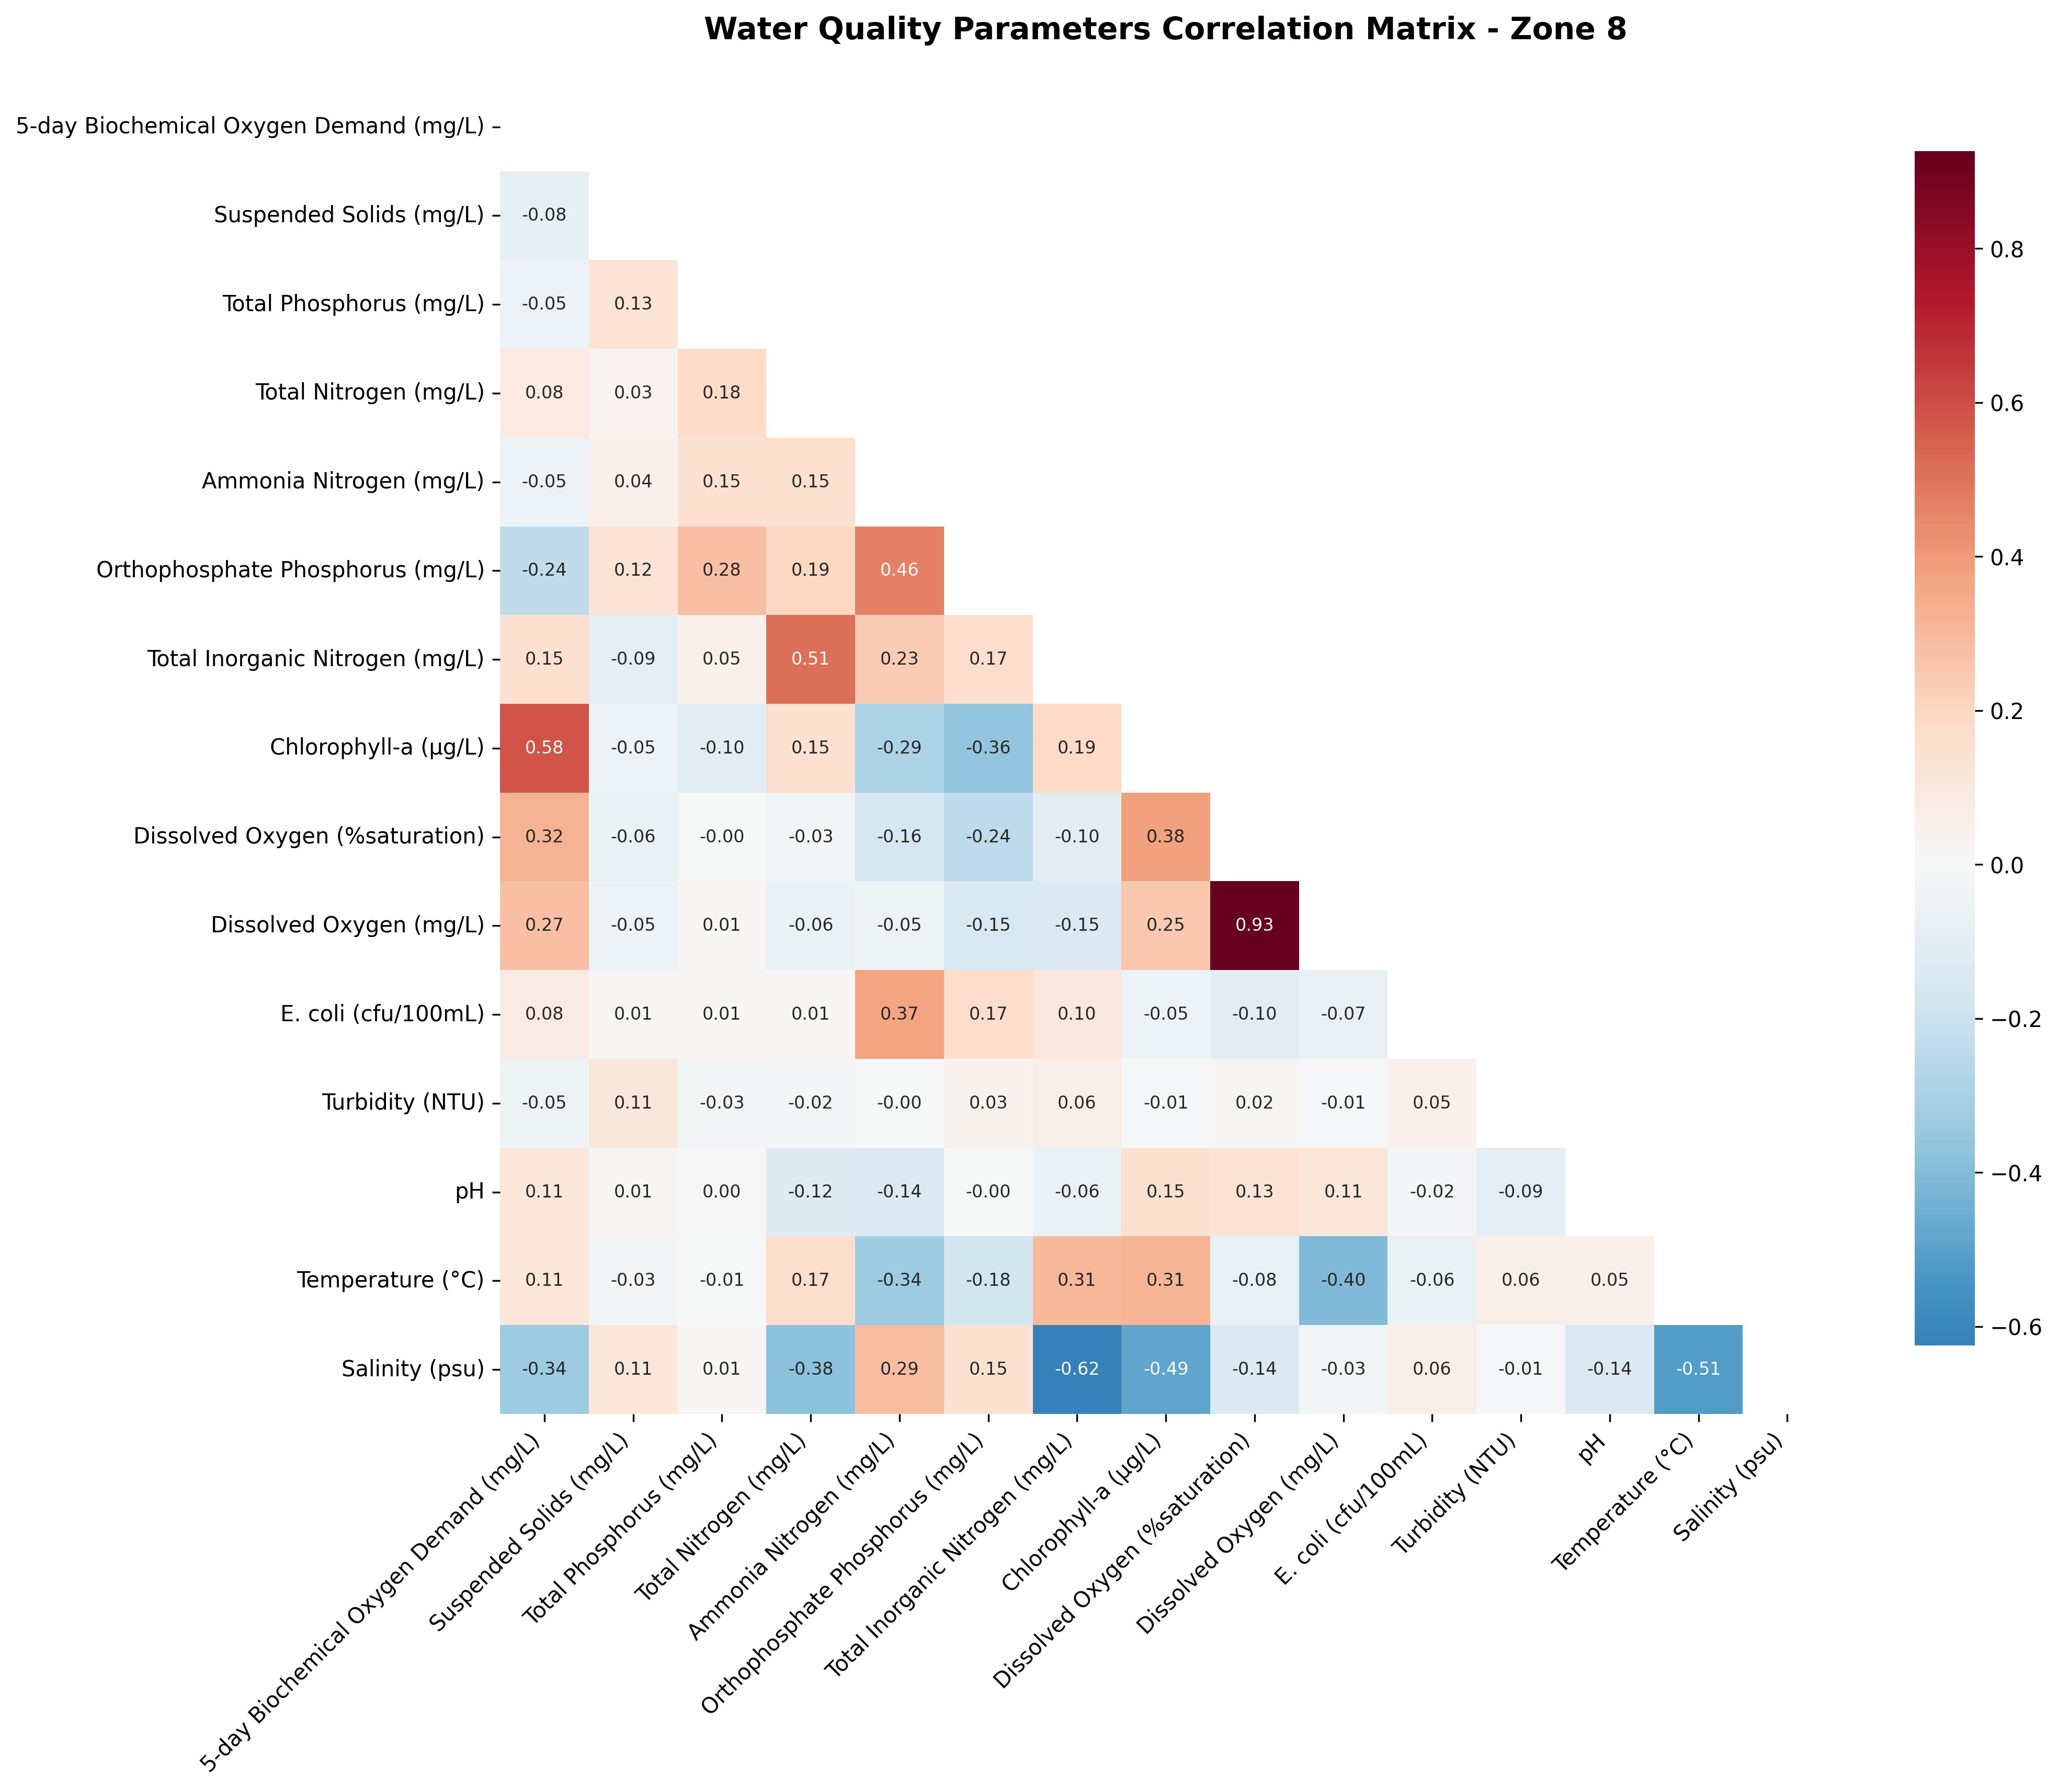 Water Quality Parameters Correlation Matrix - Zone 8
5-day Biochemical Oxygen Demand (mg/L)
Suspended Solids (mg/L) -0.08
Total Phosphorus (mg/L) -0.05 0.13
Total Nitrogen (mg/L) 0.08 0.03 0.18
Ammonia Nitrogen (mg/L) -0.05 0.04 0.15 0.15
Orthophosphate Phosphorus (mg/L) -0.24 0.12 0.28 0.19 0.46
Total Inorganic Nitrogen (mg/L) 0.15 -0.09 0.05 0.51 0.23 0.17
Chlorophyll-a (μg/L) 0.58 -0.05 -0.10 0.15 -0.29 -0.36 0.19
Dissolved Oxygen (%saturation) 0.32 -0.06 -0.00 -0.03 -0.16 -0.24 -0.10 0.38
Dissolved Oxygen (mg/L) 0.27 -0.05 0.01 -0.06 -0.05 -0.15 -0.15 0.25 0.93
E. coli (cfu/100mL) 0.08 0.01 0.01 0.01 0.37 0.17 0.10 -0.05 -0.10 -0.07
Turbidity (NTU) -0.05 0.11 -0.03 -0.02 -0.00 0.03 0.06 -0.01 0.02 -0.01 0.05
pH 0.11 0.01 0.00 -0.12 -0.14 -0.00 -0.06 0.15 0.13 0.11 -0.02 -0.09
Temperature (°C) 0.11 -0.03 -0.01 0.17 -0.34 -0.18 0.31 0.31 -0.08 -0.40 -0.06 0.06 0.05
Salinity (psu) -0.34 0.11 0.01 -0.38 0.29 0.15 -0.62 -0.49 -0.14 -0.03 0.06 -0.01 -0.14 -0.51
5-day Biochemical Oxygen Demand (mg/L)
Suspended Solids (mg/L)
Total Phosphorus (mg/L)
Total Nitrogen (mg/L)
Ammonia Nitrogen (mg/L)
Orthophosphate Phosphorus (mg/L)
Total Inorganic Nitrogen (mg/L)
Chlorophyll-a (μg/L)
Dissolved Oxygen (%saturation)
Dissolved Oxygen (mg/L)
E. coli (cfu/100mL)
Turbidity (NTU)
pH
Temperature (°C)
Salinity (psu)
0.8
0.6
0.4
0.2
0.0
−0.2
−0.4
−0.6